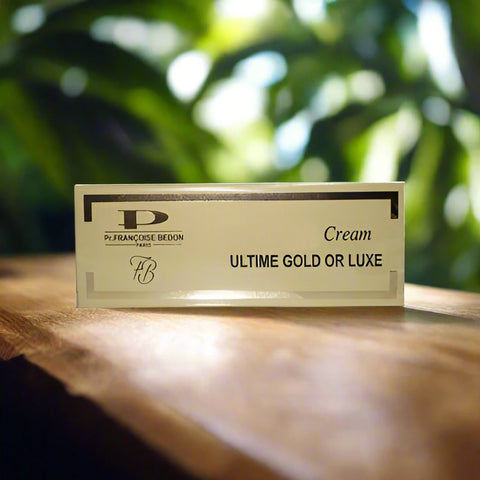 P
Pr.FRANÇOISE BEDON
PARIS
FB
Cream
ULTIME GOLD OR LUXE